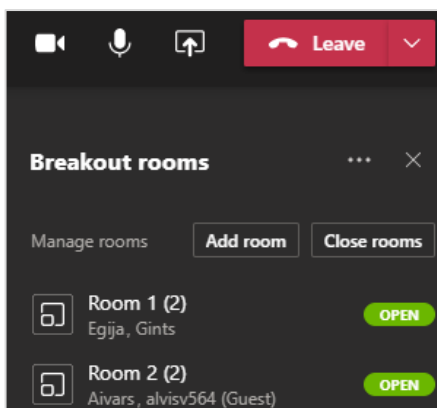 Leave
Breakout rooms
Manage rooms Add room Close rooms
Room 1 (2)
OPEN
Egija, Gints
Room 2 (2)
OPEN
Aivars, alvisv564 (Guest)